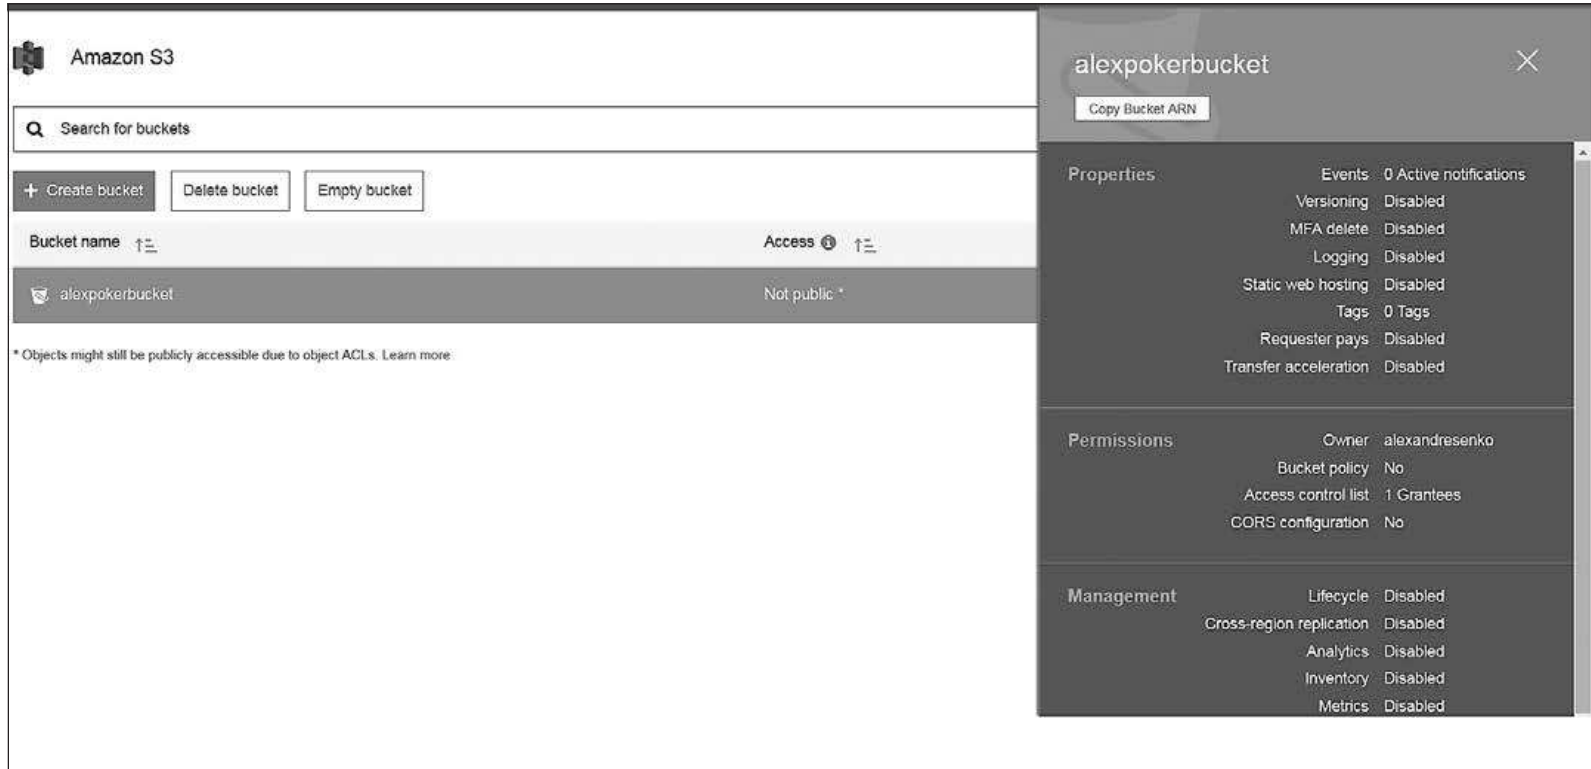 Amazon S3
Search for buckets
+ Create bucket
Delete bucket
Empty bucket
Bucket name
Access
alexpokerbucket
Not public *
* Objects might still be publicly accessible due to object ACLs. Learn more
alexpokerbucket
Copy Bucket ARN
Properties
Events 0 Active notifications
Versioning Disabled
MFA delete Disabled
Logging Disabled
Static web hosting Disabled
Tags 0 Tags
Requester pays Disabled
Transfer acceleration Disabled
Permissions
Owner alexandresenko
Bucket policy No
Access control list 1 Grantees
CORS configuration No
Management
Lifecycle Disabled
Cross-region replication Disabled
Analytics Disabled
Inventory Disabled
Metrics Disabled